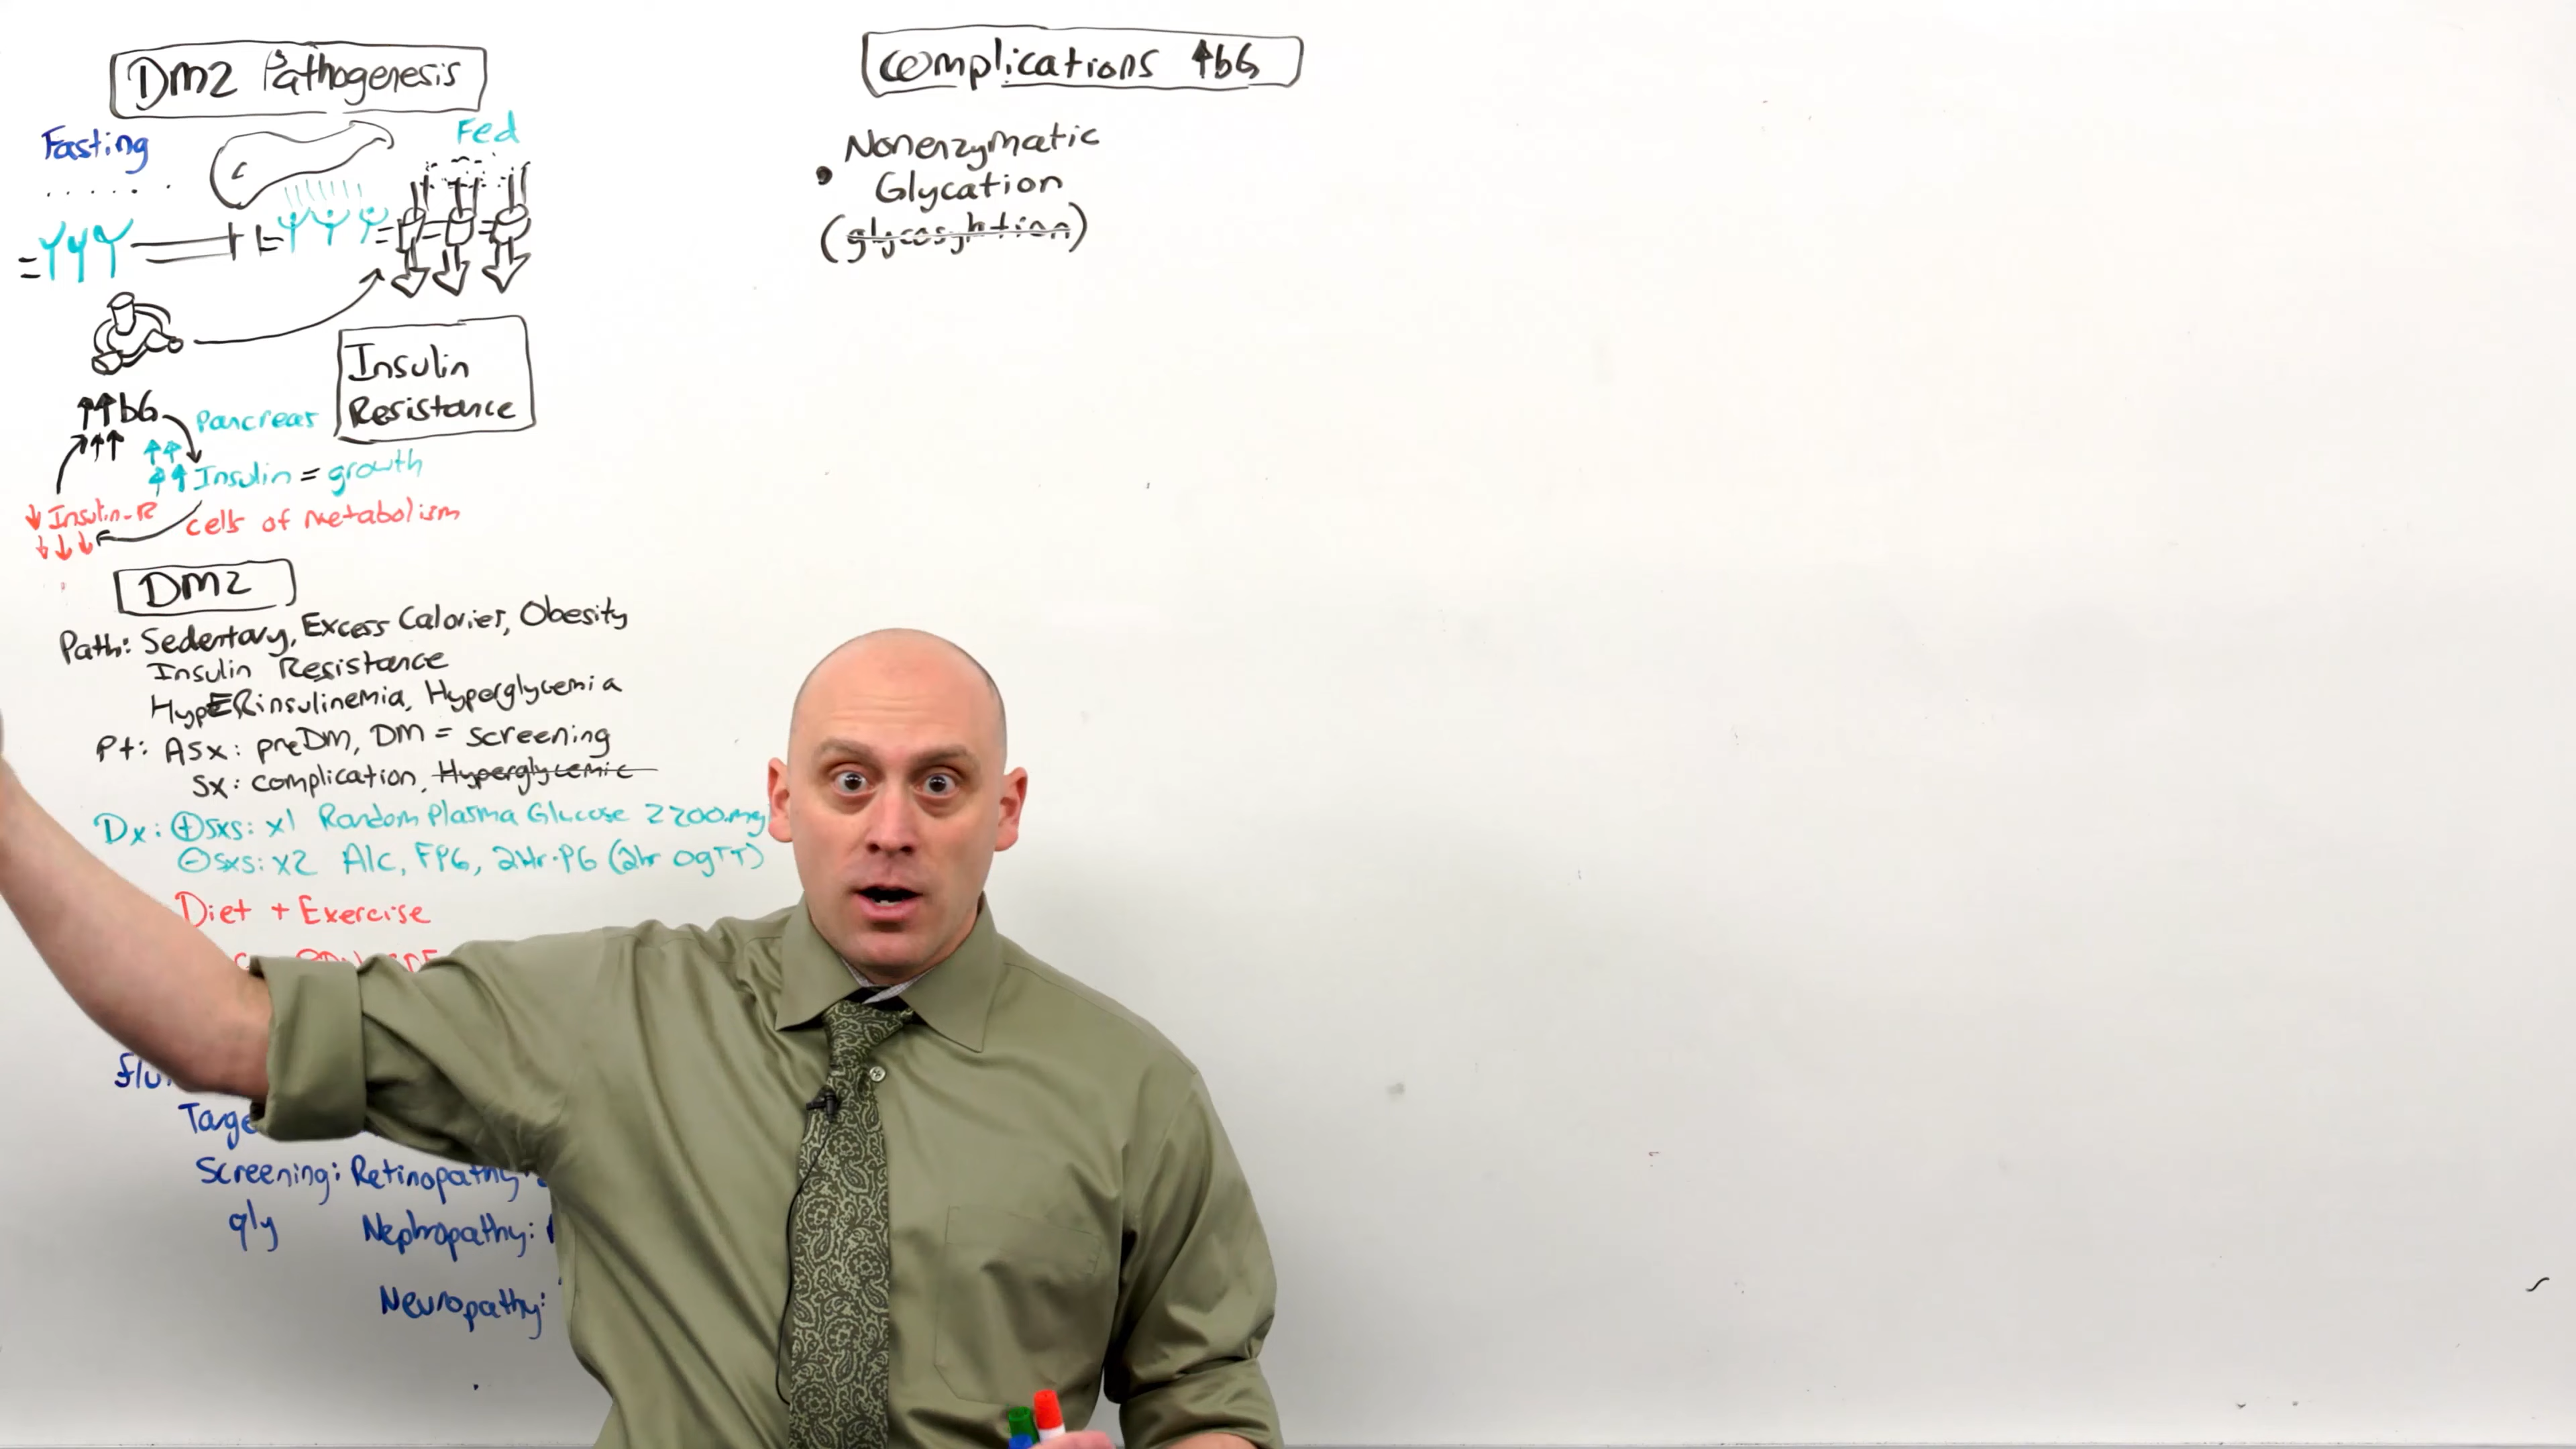 DM2 Pathogenesis
Fasting
Fed
Insulin
Resistance
↑↑bG
↑↑↑
Pancreas
↑↑
↑↑ Insulin = growth
↓ Insulin-R
↓↓↓
cells of metabolism
DM2
Path: Sedentary, Excess Calories, Obesity
Insulin Resistance
HypERinsulinemia, Hyperglycemia
Pt: Asx: preDM, DM = screening
Sx: complication, Hyperglycemic
Dx: ⊕sxs: x1 Random Plasma Glucose ≥200mg
⊖sxs: x2 A1c, FPG, 2Hr-PG (2hr OgTT)
Diet + Exercise
Screening: Retinopathy
qly Nephropathy:
Neuropathy:
Complications ↑bG
• Nonenzymatic
Glycation
(glycosyltion)